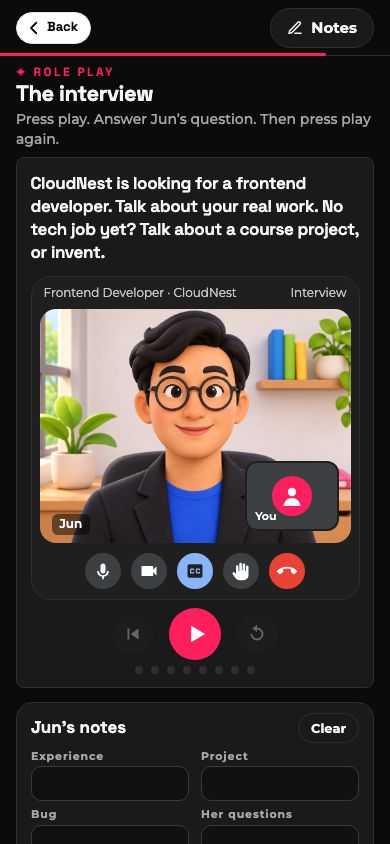 Back
Notes
ROLE PLAY
The interview
Press play. Answer Jun's question. Then press play
again.
CloudNest is looking for a frontend
developer. Talk about your real work. No
tech job yet? Talk about a course project,
or invent.
Frontend Developer · CloudNest
Interview
Jun
You
CC
Jun's notes
Clear
Experience
Project
Bug
Her questions